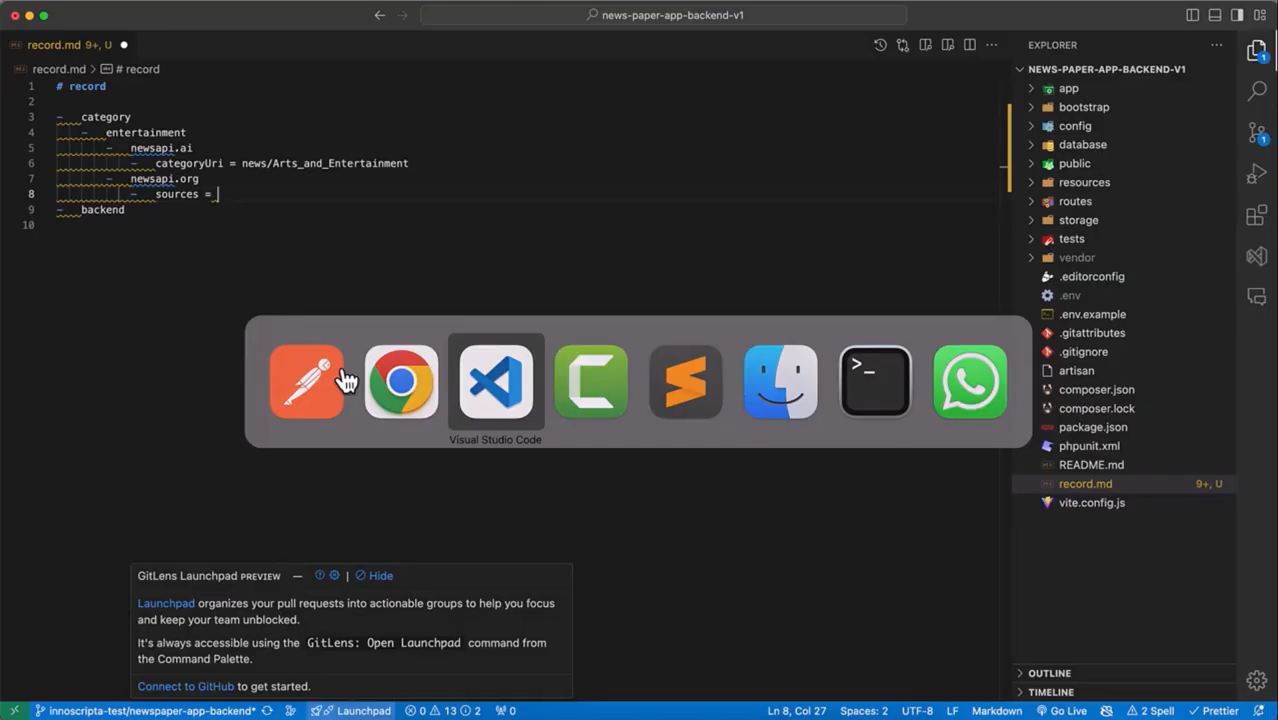 news-paper-app-backend-v1
record.md 9+, U
EXPLORER
record.md > # record
NEWS-PAPER-APP-BACKEND-V1
1 # record
2
3 - category
4 - entertainment
5 - newsapi.ai
6 - categoryUri = news/Arts_and_Entertainment
7 - newsapi.org
8 - sources =
9 - backend
10
app
bootstrap
config
database
public
resources
routes
storage
tests
vendor
.editorconfig
.env
.env.example
.gitattributes
.gitignore
artisan
composer.json
composer.lock
package.json
phpunit.xml
README.md
record.md 9+, U
vite.config.js
1
1
>_
Visual Studio Code
GitLens Launchpad PREVIEW — | Hide
Launchpad organizes your pull requests into actionable groups to help you focus
and keep your team unblocked.
It's always accessible using the GitLens: Open Launchpad command from
the Command Palette.
Connect to GitHub to get started.
OUTLINE
TIMELINE
innoscripta-test/newspaper-app-backend* Launchpad 0 13 2 0 Ln 8, Col 27 Spaces: 2 UTF-8 LF Markdown Go Live 2 Spell Prettier